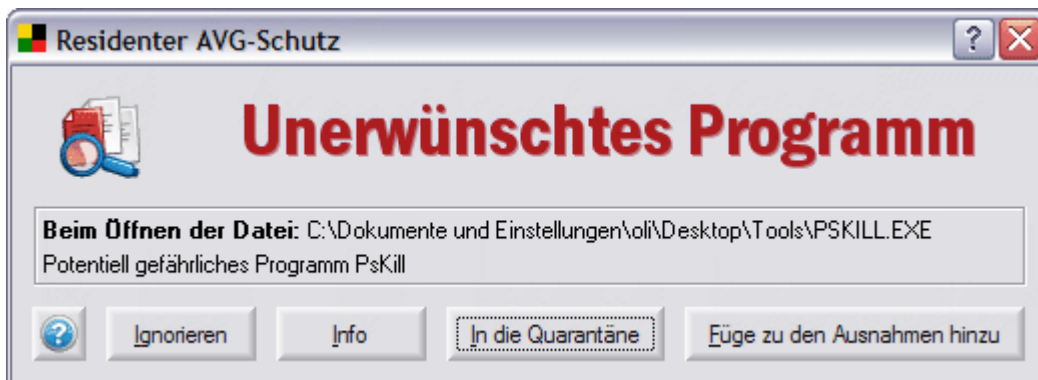 Residenter AVG-Schutz
Unerwünschtes Programm
Beim Öffnen der Datei: C:\Dokumente und Einstellungen\oli\Desktop\Tools\PSKILL.EXE
Potentiell gefährliches Programm PsKill
Ignorieren Info In die Quarantäne Füge zu den Ausnahmen hinzu